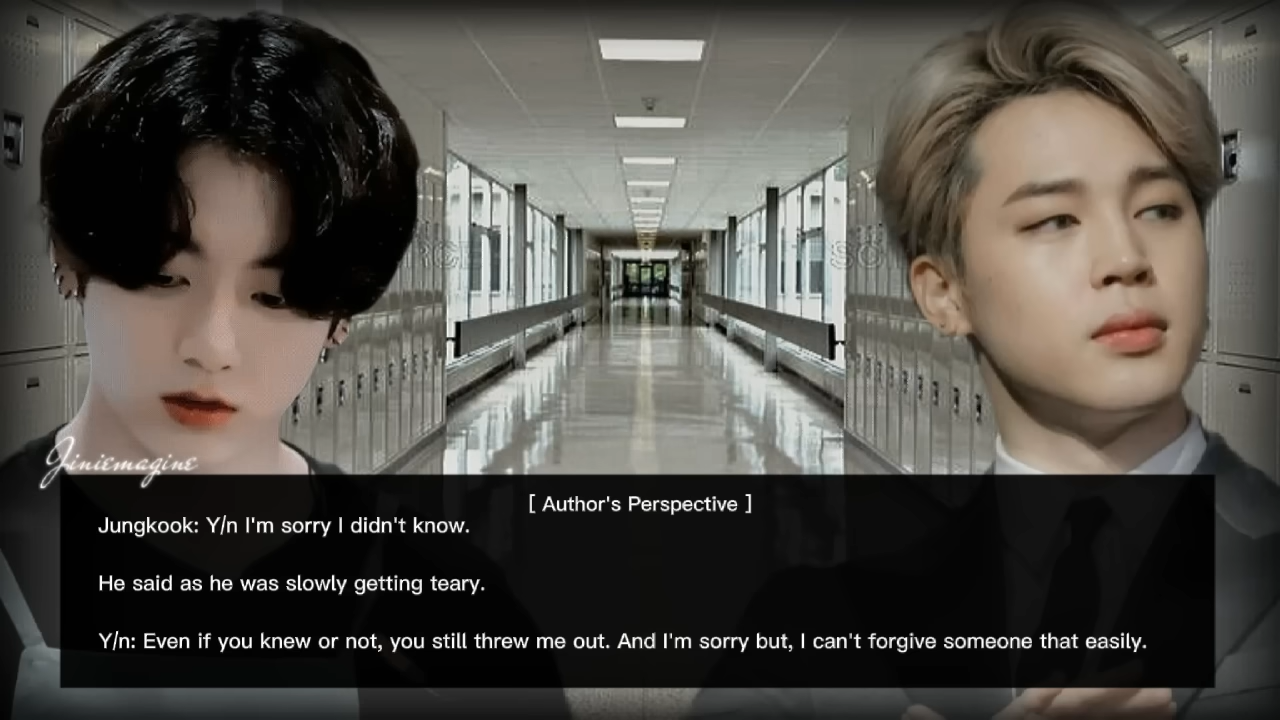 Jiniemagine
[ Author's Perspective ]
Jungkook: Y/n I'm sorry I didn't know.
He said as he was slowly getting teary.
Y/n: Even if you knew or not, you still threw me out. And I'm sorry but, I can't forgive someone that easily.